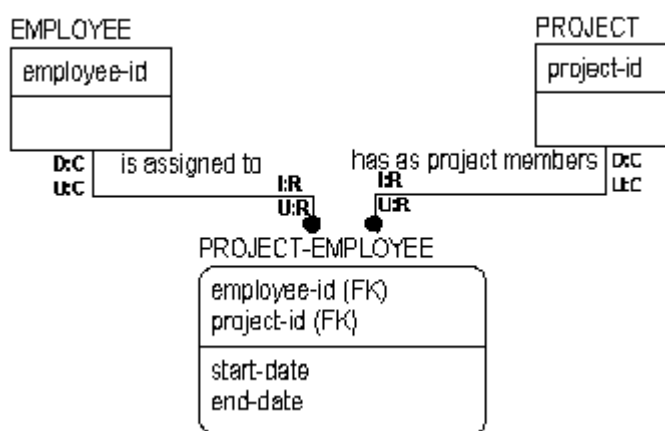 EMPLOYEE
employee-id
PROJECT
project-id
D:C
U:C
is assigned to
I:R
U:R
has as project members
I:R
U:R
D:C
U:C
PROJECT-EMPLOYEE
employee-id (FK)
project-id (FK)
start-date
end-date